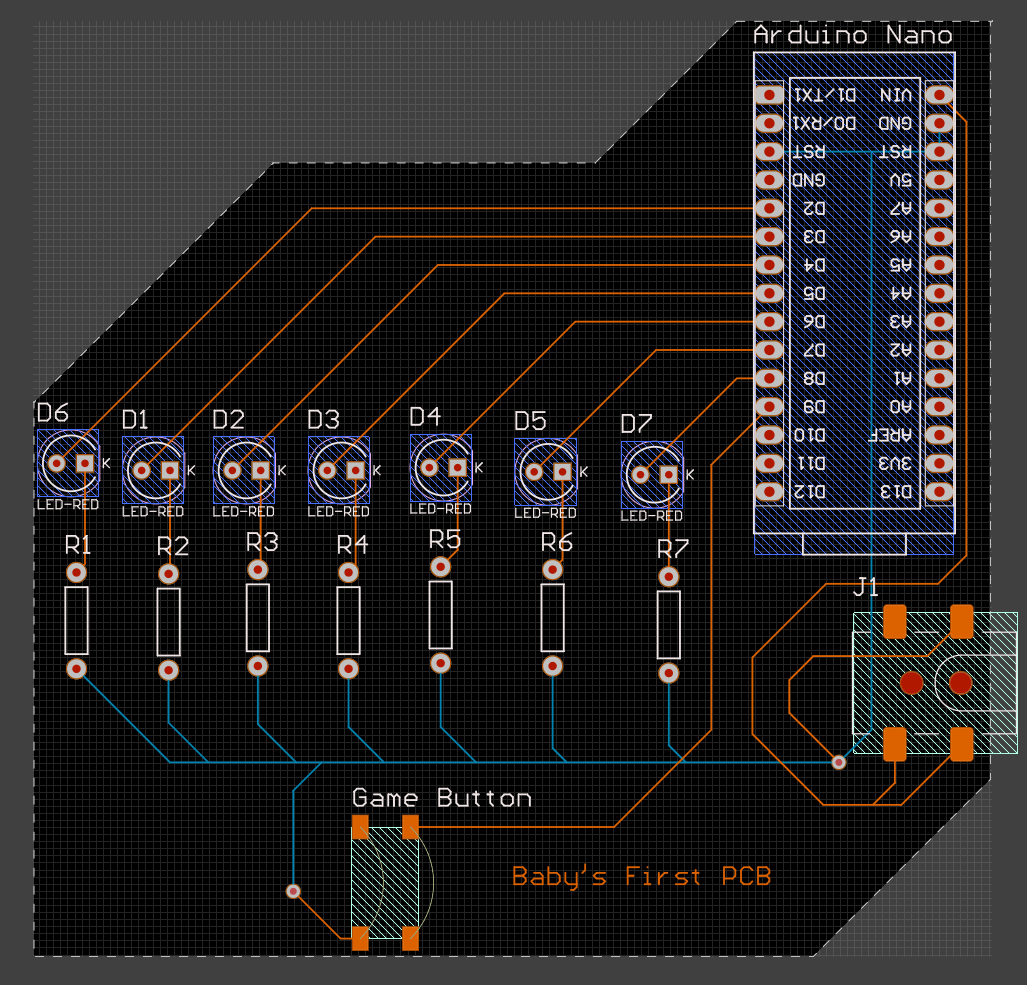 Arduino Nano
D1/TX1 VIN
D0/RX1 GND
RST RST
GND 5V
D2 A7
D3 A6
D4 A5
D5 A4
D6 A3
D7 A2
D8 A1
D9 A0
D10 AREF
D11 3V3
D12 D13
D6 D1 D2 D3 D4 D5 D7
K K K K K K K
LED-RED LED-RED LED-RED LED-RED LED-RED LED-RED LED-RED
R1 R2 R3 R4 R5 R6 R7
J1
Game Button
Baby's First PCB